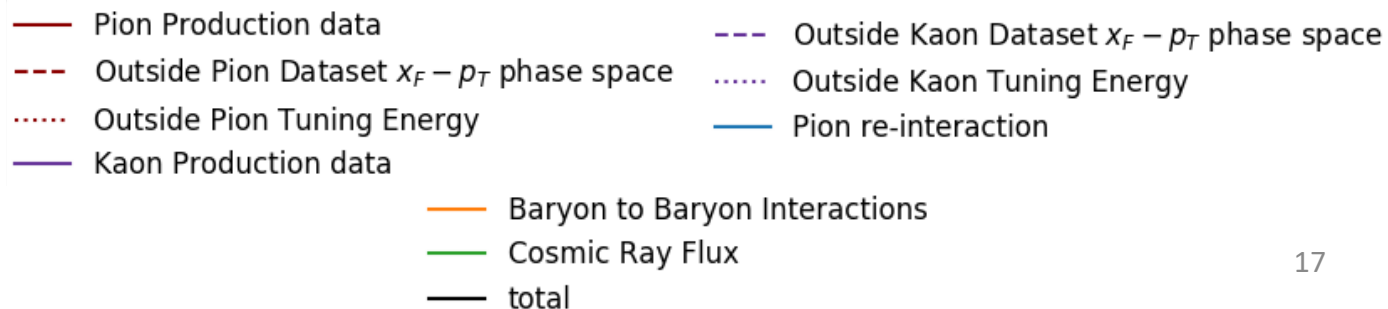 Pion Production data
Outside Pion Dataset $x_F - p_T$ phase space
Outside Pion Tuning Energy
Kaon Production data
Outside Kaon Dataset $x_F - p_T$ phase space
Outside Kaon Tuning Energy
Pion re-interaction
Baryon to Baryon Interactions
Cosmic Ray Flux
total
17